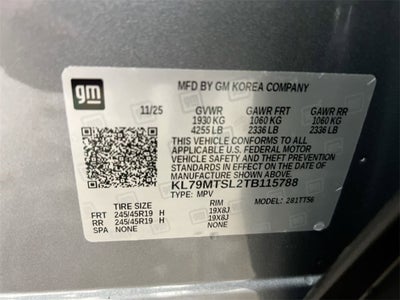 gm
MFD BY GM KOREA COMPANY
11/25 GVWR GAWR FRT GAWR RR
1930 KG 1060 KG 1060 KG
4255 LB 2336 LB 2336 LB
THIS VEHICLE CONFORMS TO ALL
APPLICABLE U.S. FEDERAL MOTOR
VEHICLE SAFETY AND THEFT PREVENTION
STANDARDS IN EFFECT ON THE DATE OF
MANUFACTURE SHOWN ABOVE.
KL79MTSL2TB115788
TYPE: MPV
TIRE SIZE RIM MODEL: 281TT56
FRT 245/45R19 H 19X8J
RR 245/45R19 H 19X8J
SPA NONE NONE